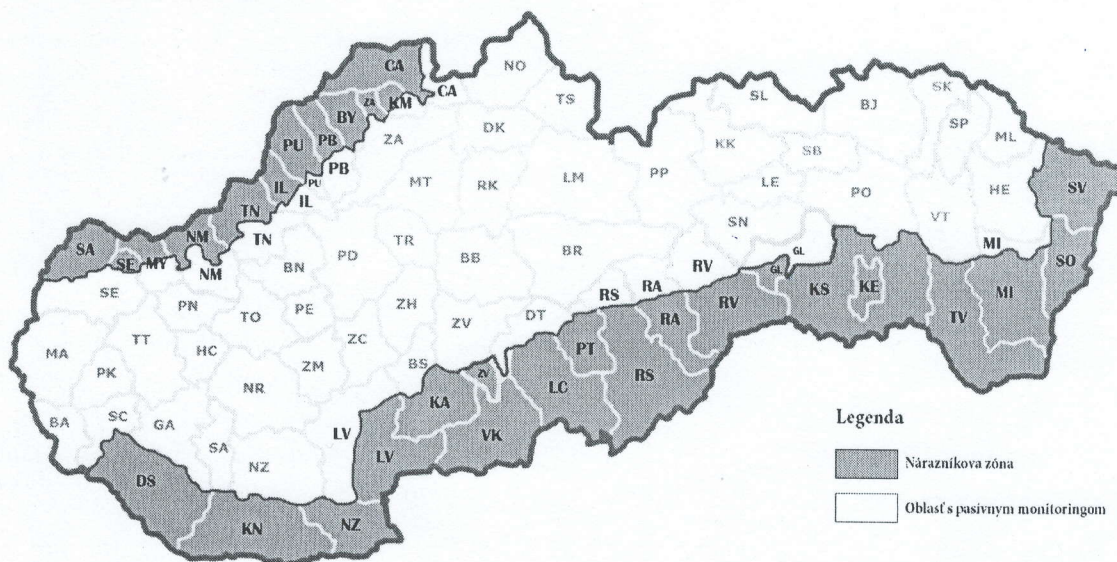 NO
CA
CA
SK
ZA
KM
SL
BJ
BY
TS
SP
ML
PU
PB
DK
ZA
KK
SB
PB
PU
MT
RK
LM
PP
LE
PO
HE
SV
IL
IL
TN
VT
NM
TN
TR
SN
SA
SE
MY
NM
PD
BB
BR
MI
GL
SO
BN
RV
GL
KS
KE
SE
PN
TO
PE
ZH
RS
RA
RV
MI
TV
MA
TT
HC
ZC
ZV
DT
RA
PK
ZM
BS
PT
RS
ZV
NR
LC
KA
BA
SC
GA
SA
LV
VK
NZ
LV
DS
KN
NZ
Legenda
Nárazníkova zóna
Oblasť s pasívnym monitoringom